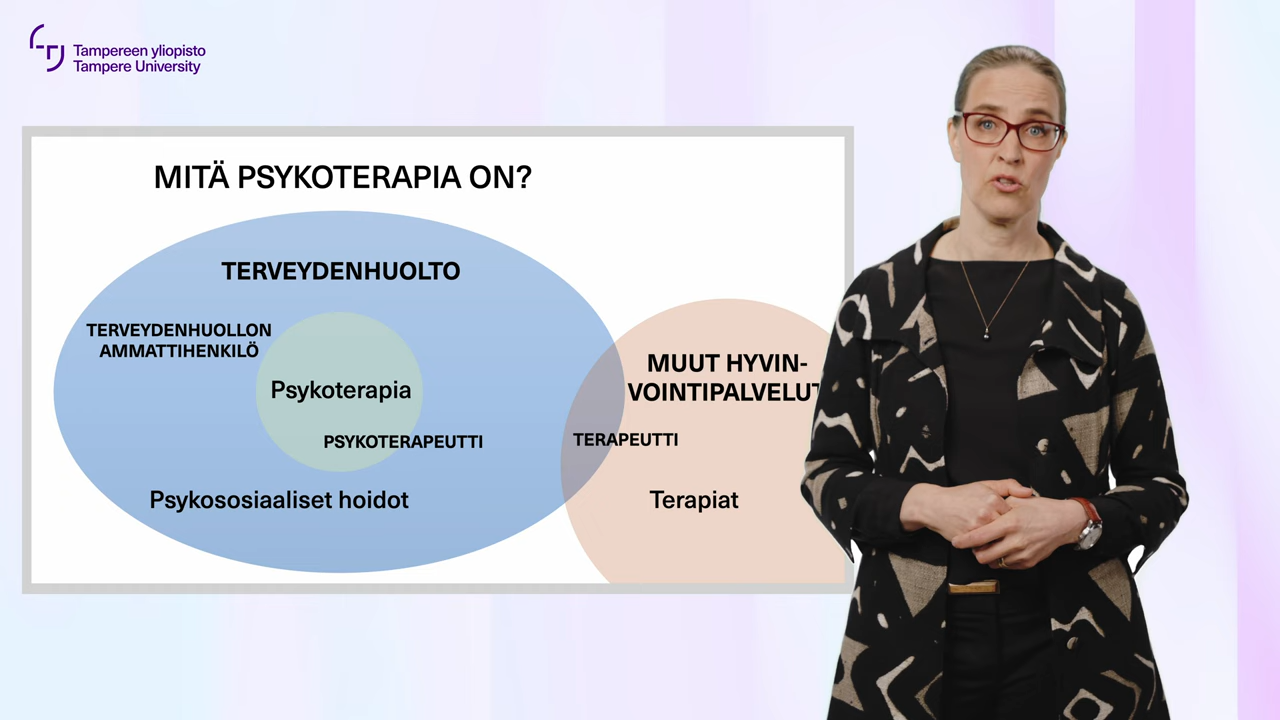 Tampereen yliopisto
Tampere University
MITÄ PSYKOTERAPIA ON?
TERVEYDENHUOLTO
TERVEYDENHUOLLON
AMMATTIHENKILÖ
Psykoterapia
PSYKOTERAPEUTTI
Psykososiaaliset hoidot
MUUT HYVIN-
VOINTIPALVELUT
TERAPEUTTI
Terapiat